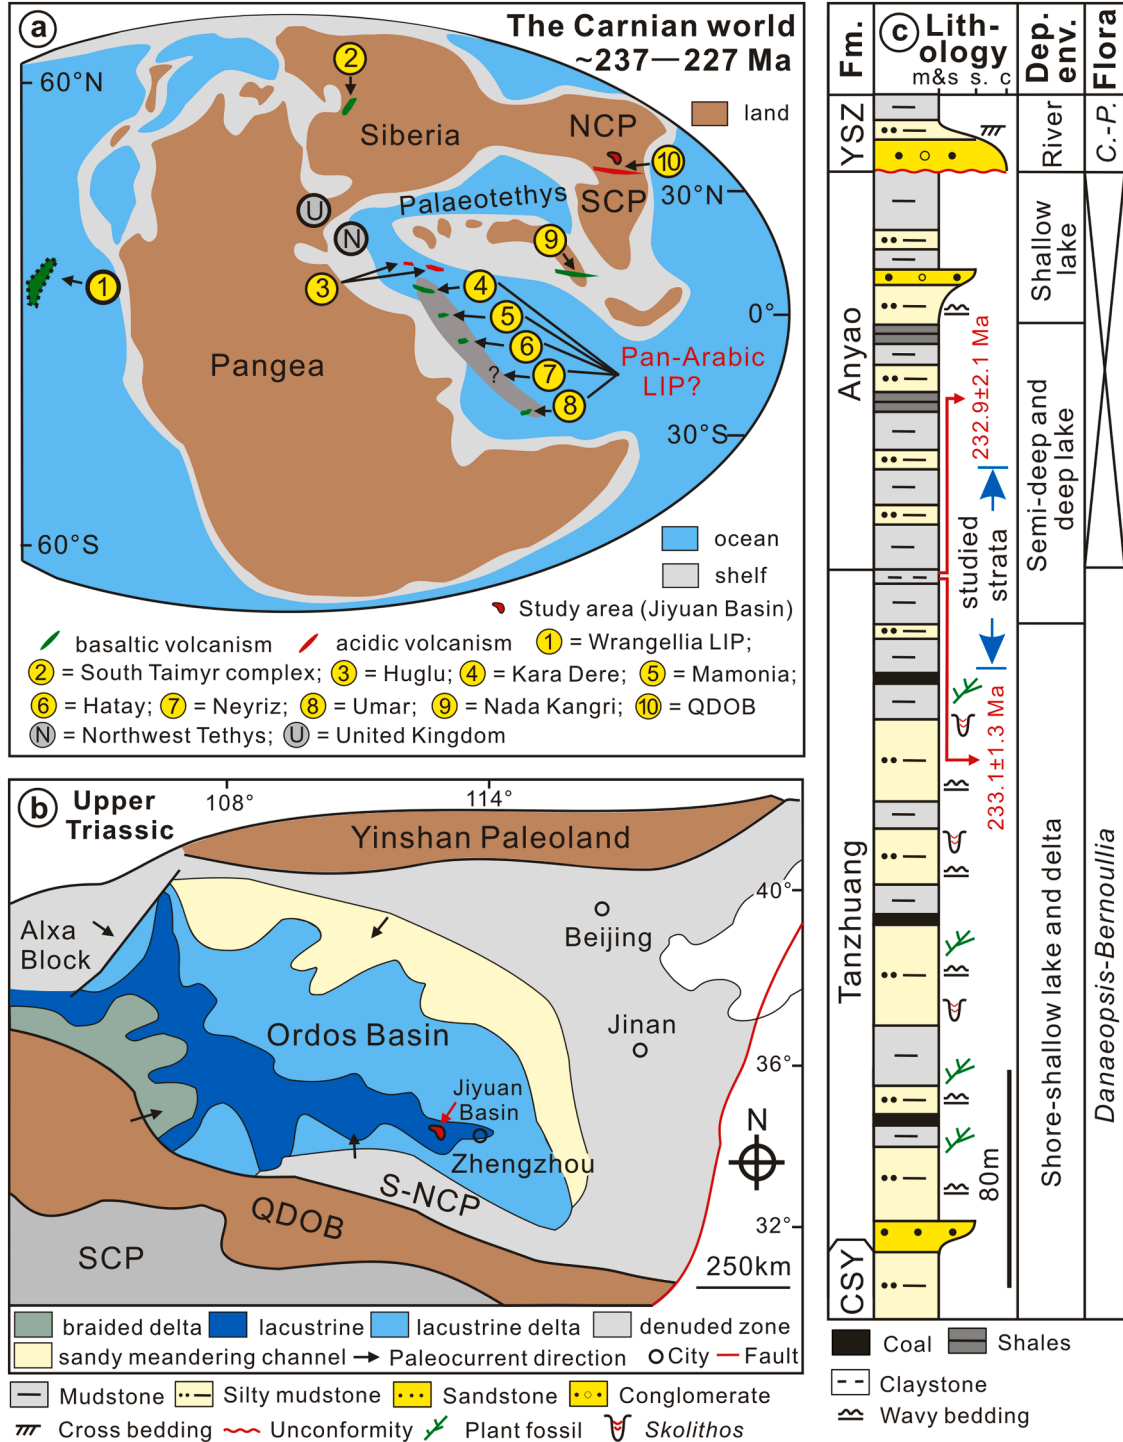 a
The Carnian world
~237—227 Ma
60°N
2
land
Siberia
NCP
10
30°N
SCP
Palaeotethys
U
N
9
1
3
4
0°
5
6
Pan-Arabic
LIP?
Pangea
?
7
8
30°S
60°S
ocean
shelf
Study area (Jiyuan Basin)
basaltic volcanism
acidic volcanism
1 = Wrangellia LIP;
2 = South Taimyr complex; 3 = Huglu; 4 = Kara Dere; 5 = Mamonia;
6 = Hatay; 7 = Neyriz; 8 = Umar; 9 = Nada Kangri; 10 = QDOB
N = Northwest Tethys; U = United Kingdom
b
Upper
Triassic
108°
114°
Yinshan Paleoland
40°
Alxa
Block
Beijing
Ordos Basin
Jinan
36°
Jiyuan
Basin
N
Zhengzhou
S-NCP
QDOB
32°
SCP
250km
braided delta
lacustrine
lacustrine delta
denuded zone
sandy meandering channel
Paleocurrent direction
City
Fault
Mudstone
Silty mudstone
Sandstone
Conglomerate
Cross bedding
Unconformity
Plant fossil
Skolithos
c
Fm.
Lith-
ology
m&s s. c
Dep.
env.
Flora
YSZ
River
C.-P.
Anyao
Shallow
lake
232.9±2.1 Ma
Semi-deep and
deep lake
studied
strata
233.1±1.3 Ma
Tanzhuang
Shore-shallow lake and delta
Danaeopsis-Bernoullia
80m
CSY
Coal
Shales
Claystone
Wavy bedding